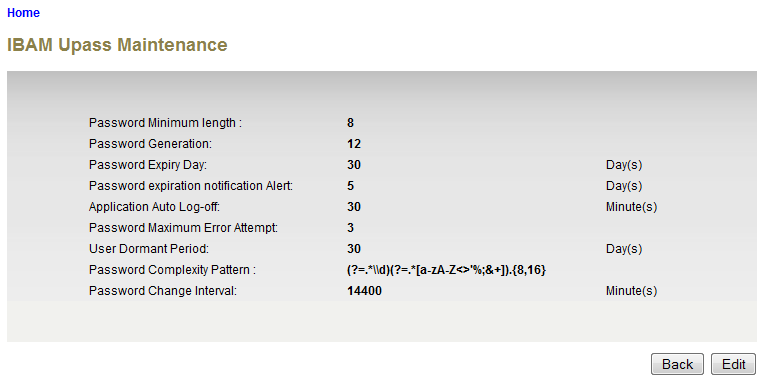 Home
IBAM Upass Maintenance
Password Minimum length : 8
Password Generation: 12
Password Expiry Day: 30 Day(s)
Password expiration notification Alert: 5 Day(s)
Application Auto Log-off: 30 Minute(s)
Password Maximum Error Attempt: 3
User Dormant Period: 30 Day(s)
Password Complexity Pattern : (?=.*\\d)(?=.*[a-zA-Z<>'%;&+]).{8,16}
Password Change Interval: 14400 Minute(s)
Back Edit